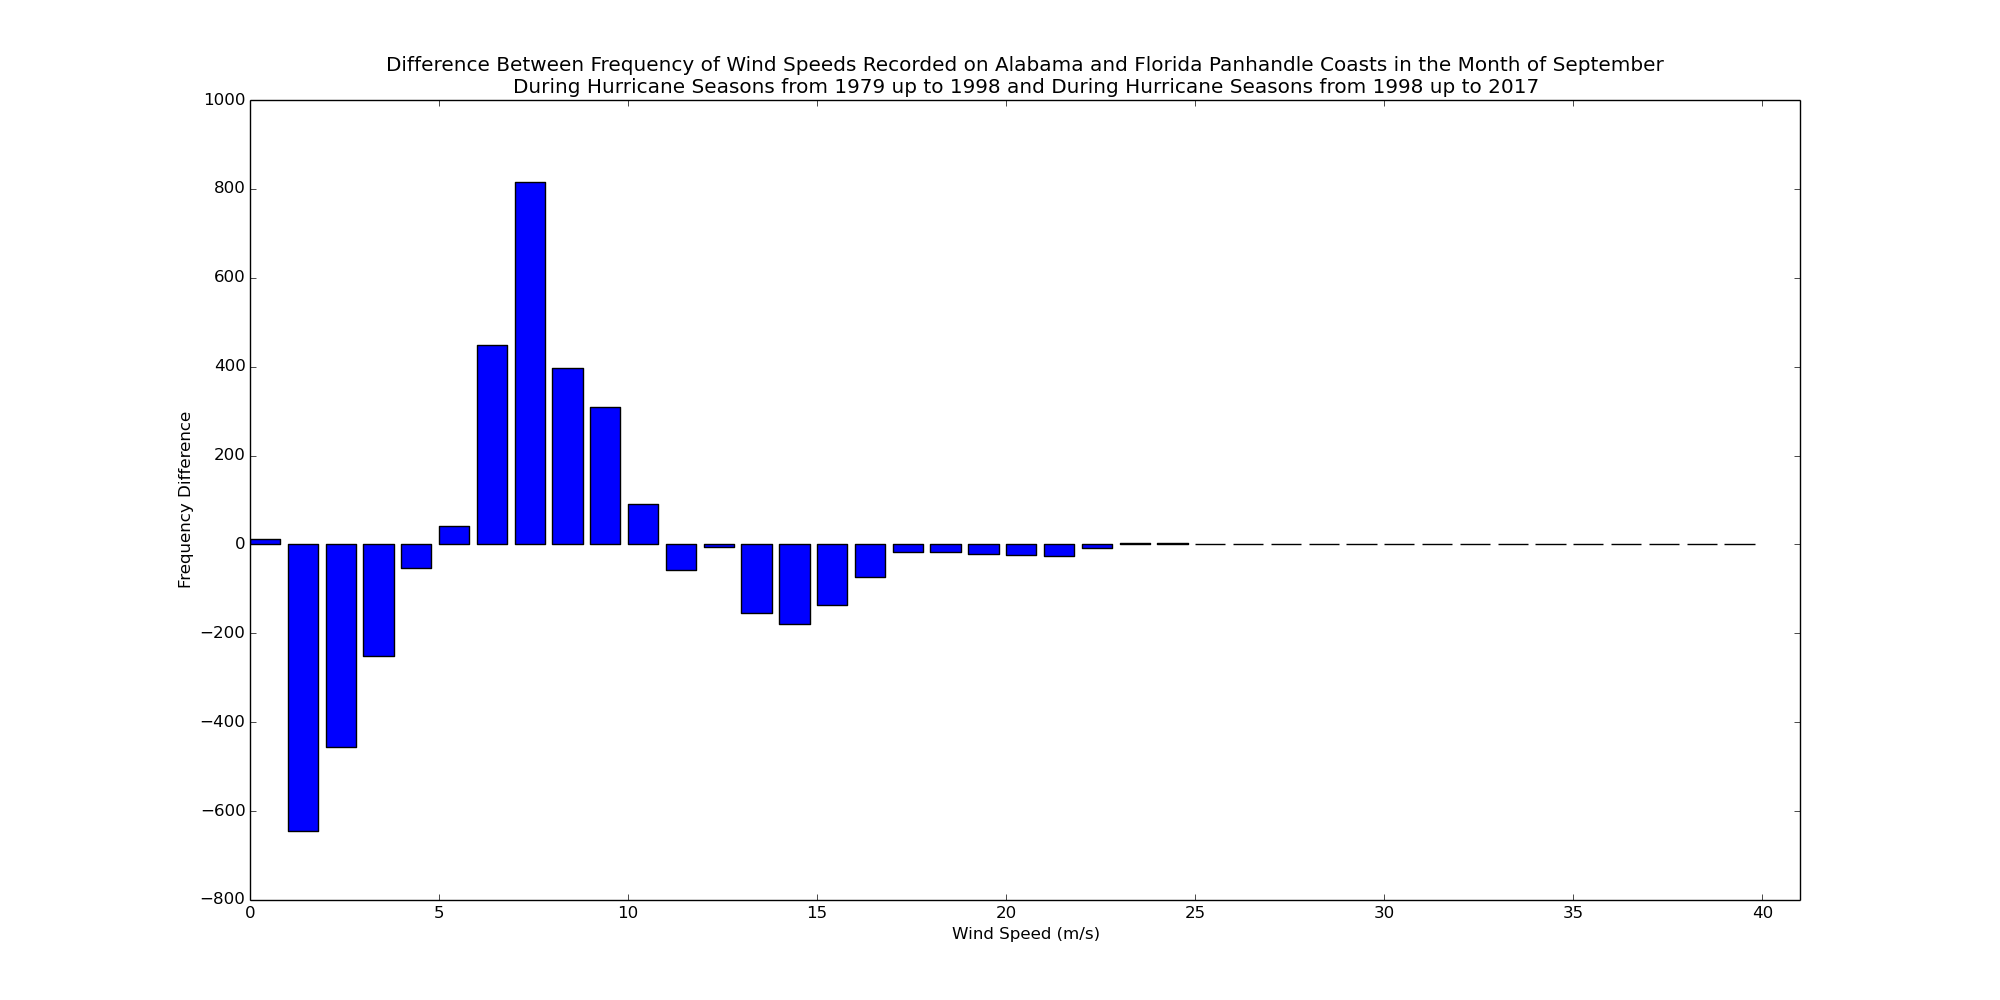 Difference Between Frequency of Wind Speeds Recorded on Alabama and Florida Panhandle Coasts in the Month of September
During Hurricane Seasons from 1979 up to 1998 and During Hurricane Seasons from 1998 up to 2017
1000
800
600
400
200
0
−200
−400
−600
−800
Frequency Difference
0 5 10 15 20 25 30 35 40
Wind Speed (m/s)